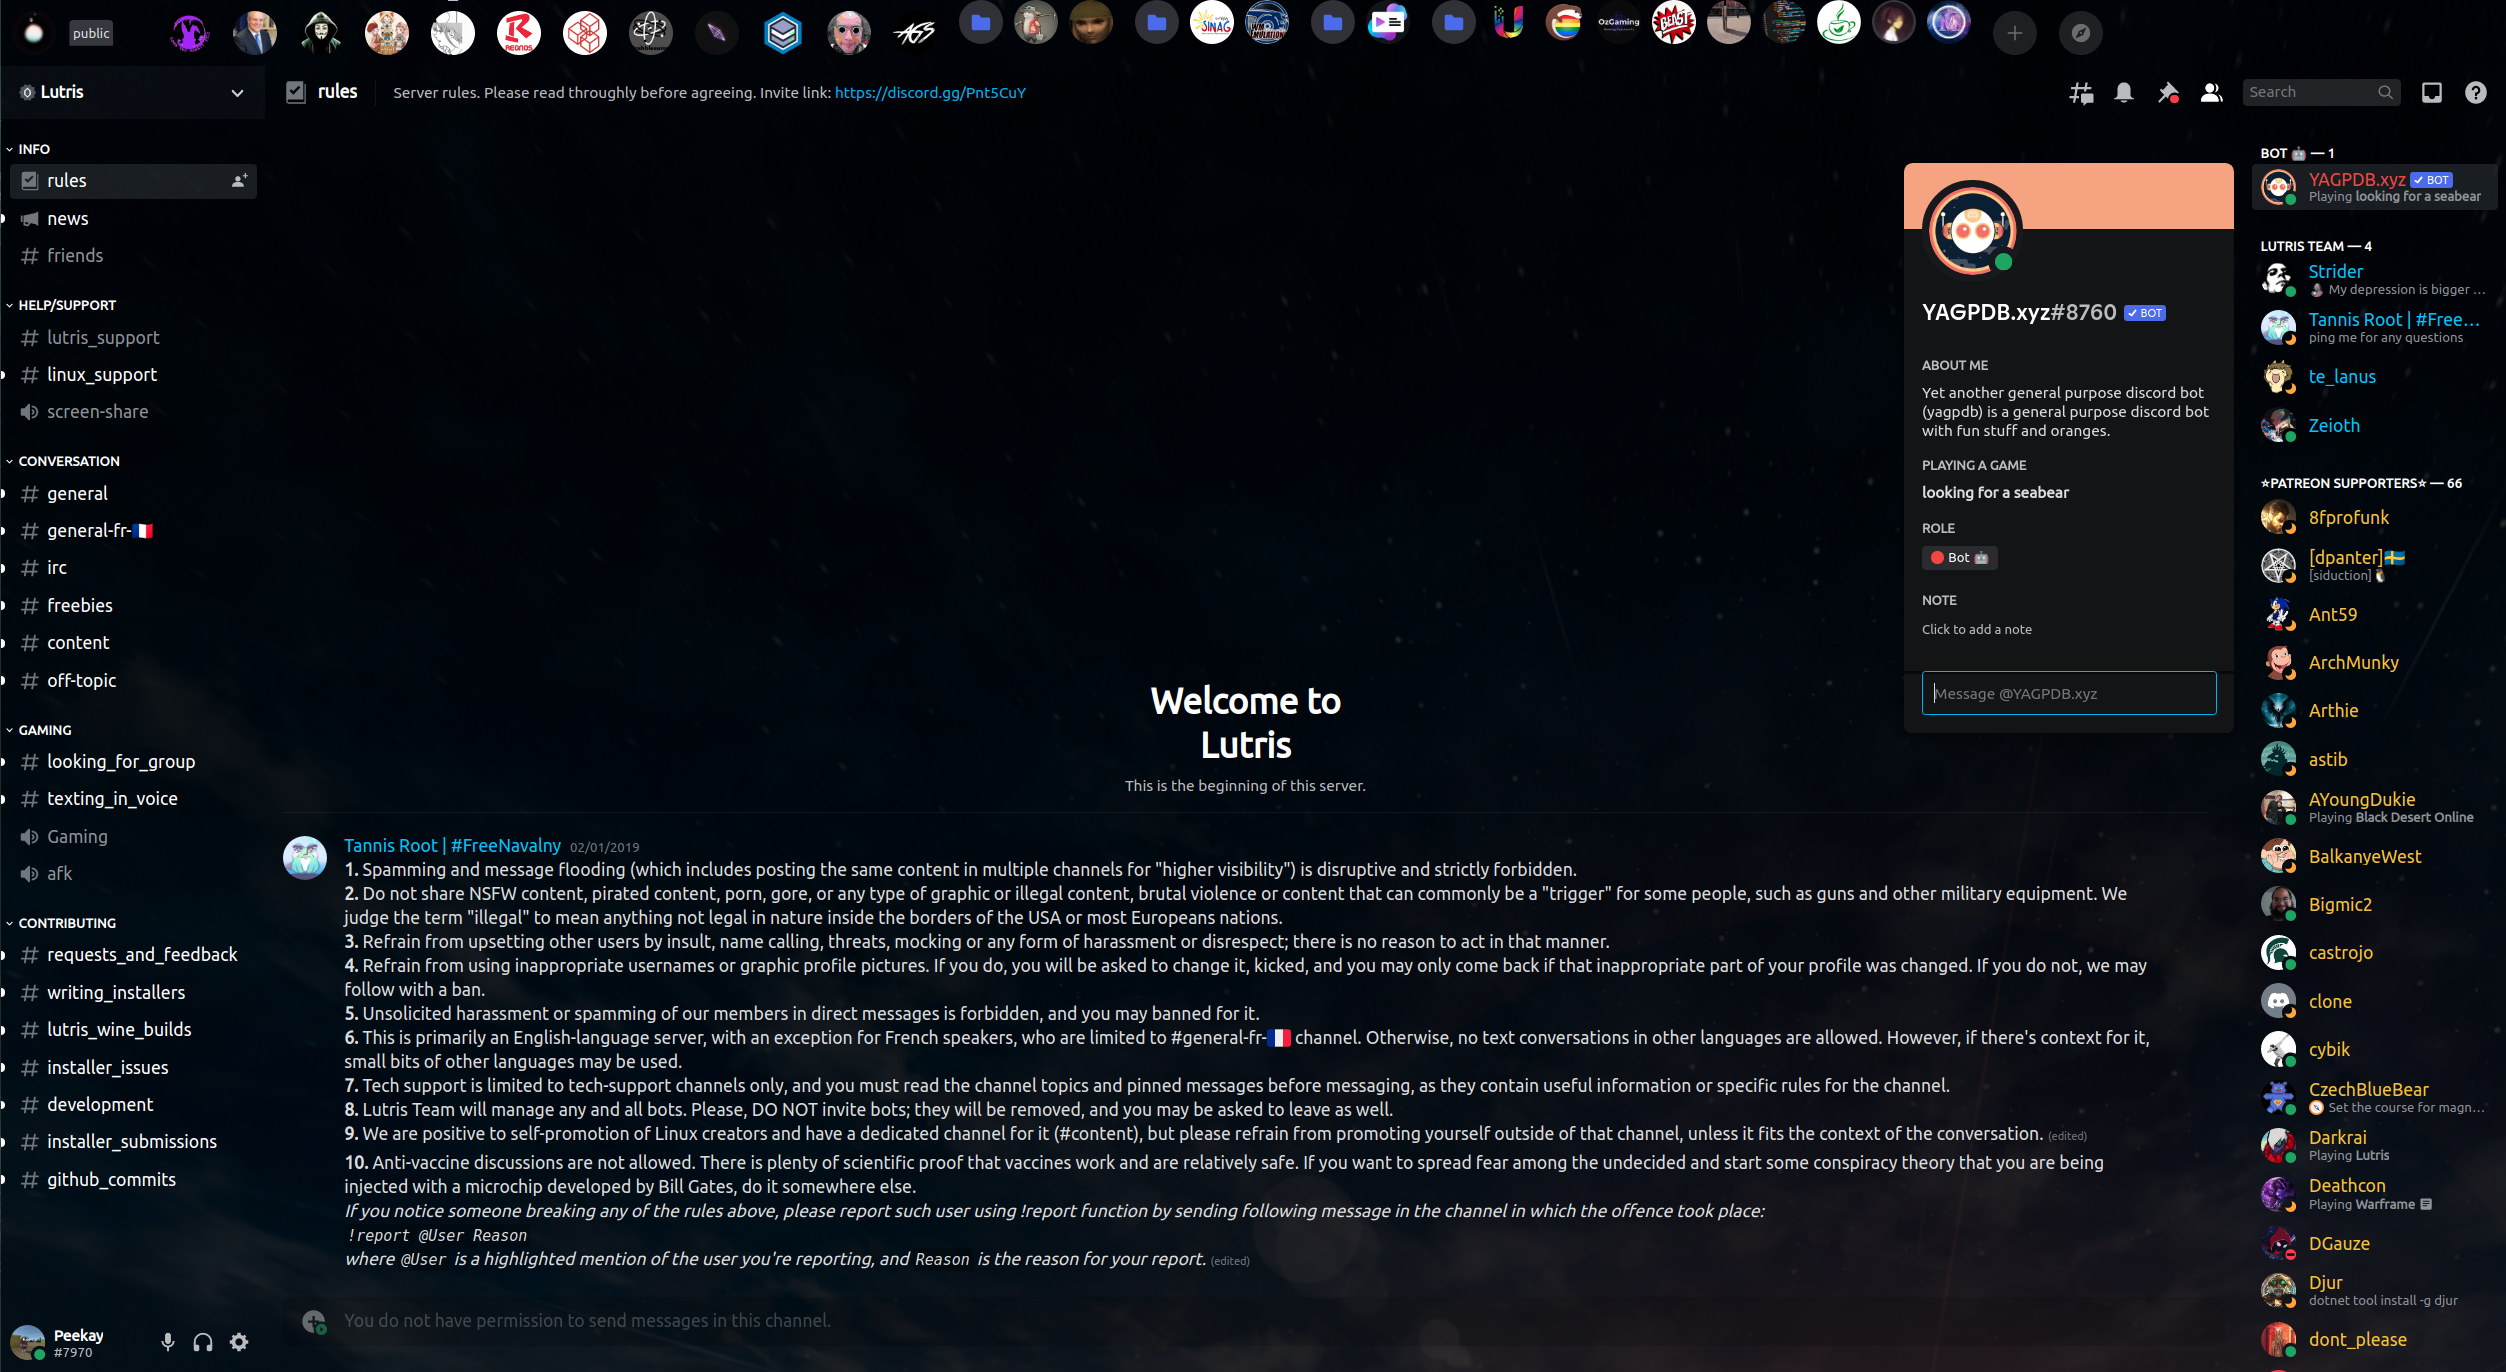 public
REDNOS
SINAG
EMULATION
OzGaming
BEAST
Lutris
rules
Server rules. Please read throughly before agreeing. Invite link: https://discord.gg/Pnt5CuY
Search
INFO
rules
news
friends
HELP/SUPPORT
lutris_support
linux_support
screen-share
CONVERSATION
general
general-fr-🇫🇷
irc
freebies
content
off-topic
GAMING
looking_for_group
texting_in_voice
Gaming
afk
CONTRIBUTING
requests_and_feedback
writing_installers
lutris_wine_builds
installer_issues
development
installer_submissions
github_commits
Peekay
#7970
Welcome to
Lutris
This is the beginning of this server.
Tannis Root | #FreeNavalny 02/01/2019
1. Spamming and message flooding (which includes posting the same content in multiple channels for "higher visibility") is disruptive and strictly forbidden.
2. Do not share NSFW content, pirated content, porn, gore, or any type of graphic or illegal content, brutal violence or content that can commonly be a "trigger" for some people, such as guns and other military equipment. We
judge the term "illegal" to mean anything not legal in nature inside the borders of the USA or most Europeans nations.
3. Refrain from upsetting other users by insult, name calling, threats, mocking or any form of harassment or disrespect; there is no reason to act in that manner.
4. Refrain from using inappropriate usernames or graphic profile pictures. If you do, you will be asked to change it, kicked, and you may only come back if that inappropriate part of your profile was changed. If you do not, we may
follow with a ban.
5. Unsolicited harassment or spamming of our members in direct messages is forbidden, and you may banned for it.
6. This is primarily an English-language server, with an exception for French speakers, who are limited to #general-fr-🇫🇷 channel. Otherwise, no text conversations in other languages are allowed. However, if there's context for it,
small bits of other languages may be used.
7. Tech support is limited to tech-support channels only, and you must read the channel topics and pinned messages before messaging, as they contain useful information or specific rules for the channel.
8. Lutris Team will manage any and all bots. Please, DO NOT invite bots; they will be removed, and you may be asked to leave as well.
9. We are positive to self-promotion of Linux creators and have a dedicated channel for it (#content), but please refrain from promoting yourself outside of that channel, unless it fits the context of the conversation. (edited)
10. Anti-vaccine discussions are not allowed. There is plenty of scientific proof that vaccines work and are relatively safe. If you want to spread fear among the undecided and start some conspiracy theory that you are being
injected with a microchip developed by Bill Gates, do it somewhere else.
If you notice someone breaking any of the rules above, please report such user using !report function by sending following message in the channel in which the offence took place:
!report @User Reason
where @User is a highlighted mention of the user you're reporting, and Reason is the reason for your report. (edited)
You do not have permission to send messages in this channel.
YAGPDB.xyz#8760 ✓ BOT
ABOUT ME
Yet another general purpose discord bot
(yagpdb) is a general purpose discord bot
with fun stuff and oranges.
PLAYING A GAME
looking for a seabear
ROLE
Bot 🤖
NOTE
Click to add a note
Message @YAGPDB.xyz
BOT 🤖 — 1
YAGPDB.xyz ✓ BOT
Playing looking for a seabear
LUTRIS TEAM — 4
Strider
My depression is bigger ...
Tannis Root | #Free...
ping me for any questions
te_lanus
Zeioth
⭐PATREON SUPPORTERS⭐ — 66
8fprofunk
[dpanter]🇸🇪
[siduction]🐧
Ant59
ArchMunky
Arthie
astib
AYoungDukie
Playing Black Desert Online
BalkanyeWest
Bigmic2
castrojo
clone
cybik
CzechBlueBear
🧭 Set the course for magn...
Darkrai
Playing Lutris
Deathcon
Playing Warframe
DGauze
Djur
dotnet tool install -g djur
dont_please